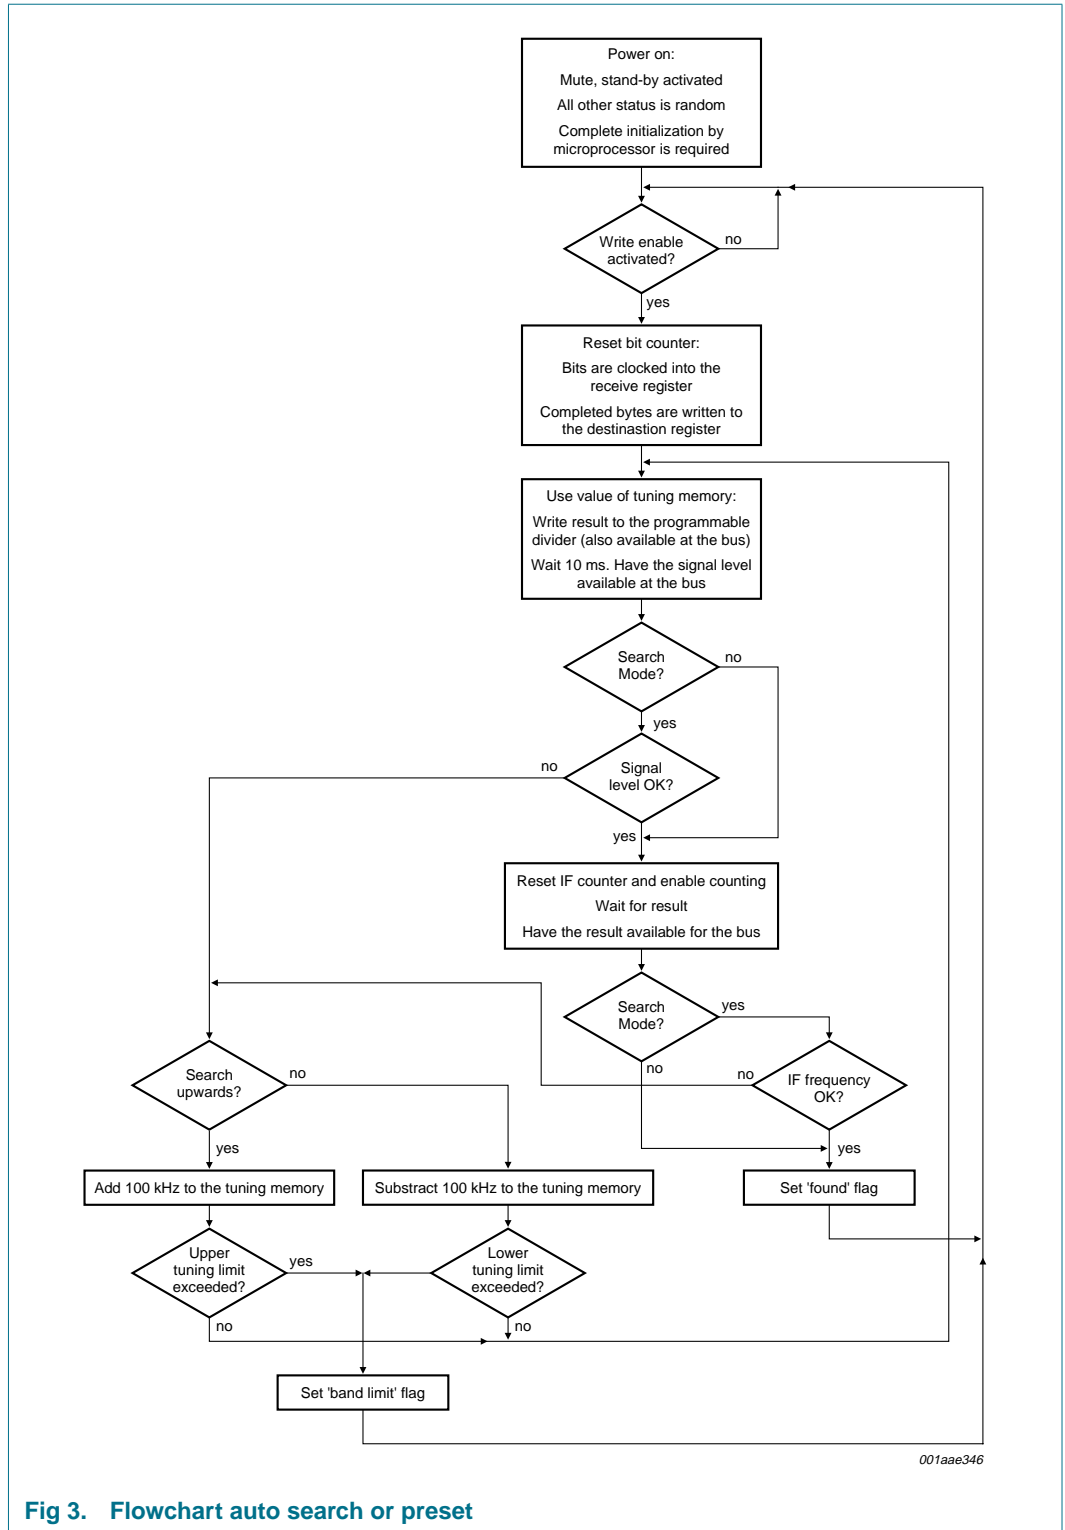 Power on:
Mute, stand-by activated
All other status is random
Complete initialization by
microprocessor is required
Write enable
activated?
no
yes
Reset bit counter:
Bits are clocked into the
receive register
Completed bytes are written to
the destinastion register
Use value of tuning memory:
Write result to the programmable
divider (also available at the bus)
Wait 10 ms. Have the signal level
available at the bus
Search
Mode?
no
yes
Signal
level OK?
no
yes
Reset IF counter and enable counting
Wait for result
Have the result available for the bus
Search
Mode?
yes
no
IF frequency
OK?
no
yes
Search
upwards?
no
yes
Add 100 kHz to the tuning memory
Substract 100 kHz to the tuning memory
Set 'found' flag
Upper
tuning limit
exceeded?
yes
no
Lower
tuning limit
exceeded?
no
Set 'band limit' flag
001aae346
Fig 3. Flowchart auto search or preset